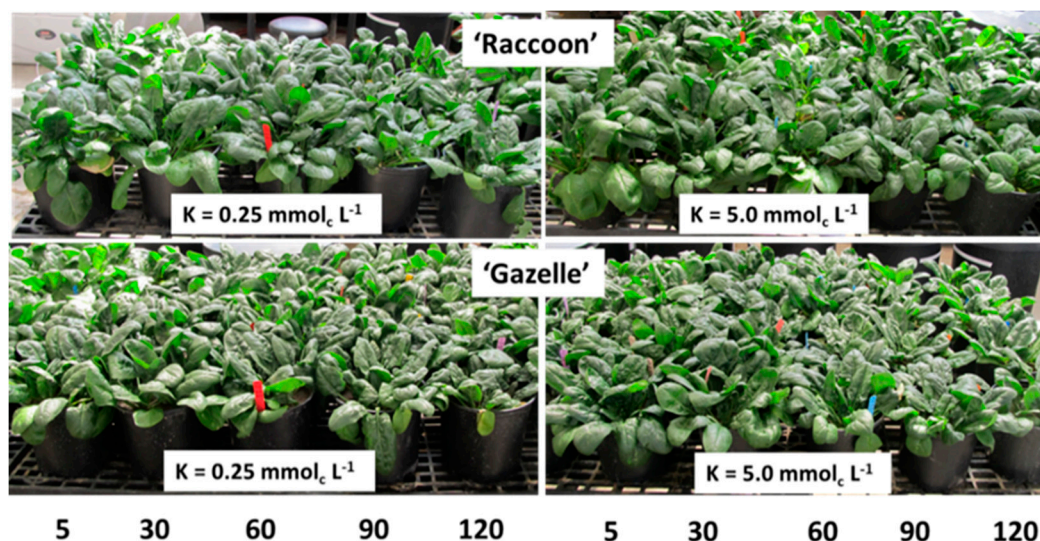 ‘Raccoon’
K = 0.25 mmolc L-1
K = 5.0 mmolc L-1
‘Gazelle’
K = 0.25 mmolc L-1
K = 5.0 mmolc L-1
5 30 60 90 120 5 30 60 90 120